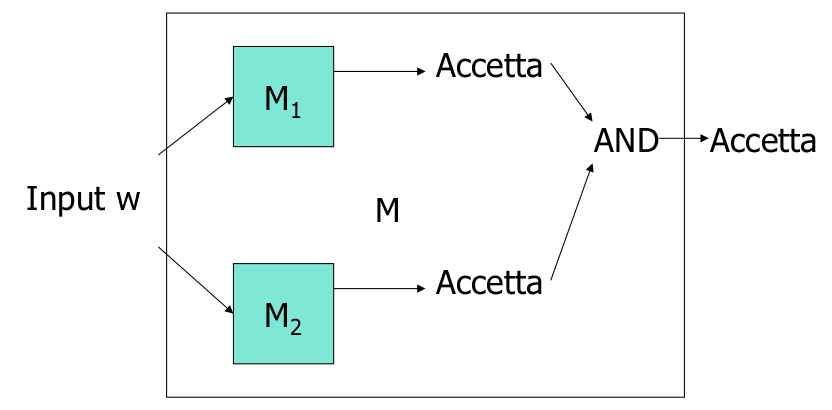 M₁
Accetta
AND
Accetta
Input w
M
M₂
Accetta